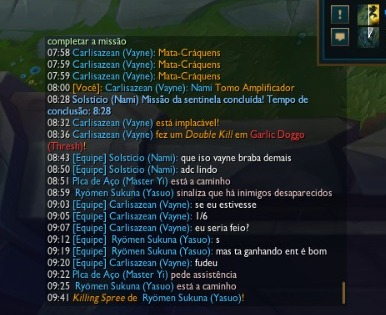 completar a missão
07:58 Carlisazean (Vayne): Mata-Cráquens
07:59 Carlisazean (Vayne): Mata-Cráquens
07:59 Carlisazean (Vayne): Mata-Cráquens
08:00 [Você]: Carlisazean (Vayne): Nami Tomo Amplificador
08:28 Solstício (Nami) Missão da sentinela concluída! Tempo de
conclusão: 8:28
08:32 Carlisazean (Vayne) está implacável!
08:36 Carlisazean (Vayne) fez um Double Kill em Garlic Doggo
(Thresh)!
08:43 [Equipe] Solstício (Nami): que iso vayne braba demais
08:50 [Equipe] Solstício (Nami): adc lindo
08:51 Plca de Aço (Master Yi) está a caminho
08:59 Ryömen Sukuna (Yasuo) sinaliza que há inimigos desaparecidos
09:03 [Equipe] Carlisazean (Vayne): se eu estivesse
09:05 [Equipe] Carlisazean (Vayne): 1/6
09:07 [Equipe] Carlisazean (Vayne): eu seria feio?
09:12 [Equipe] Ryömen Sukuna (Yasuo): s
09:19 [Equipe] Ryömen Sukuna (Yasuo): mas ta ganhando ent é bom
09:20 [Equipe] Carlisazean (Vayne): fudeu
09:22 Plca de Aço (Master Yi) pede assistência
09:25 Ryömen Sukuna (Yasuo) está a caminho
09:41 Killing Spree de Ryömen Sukuna (Yasuo)!